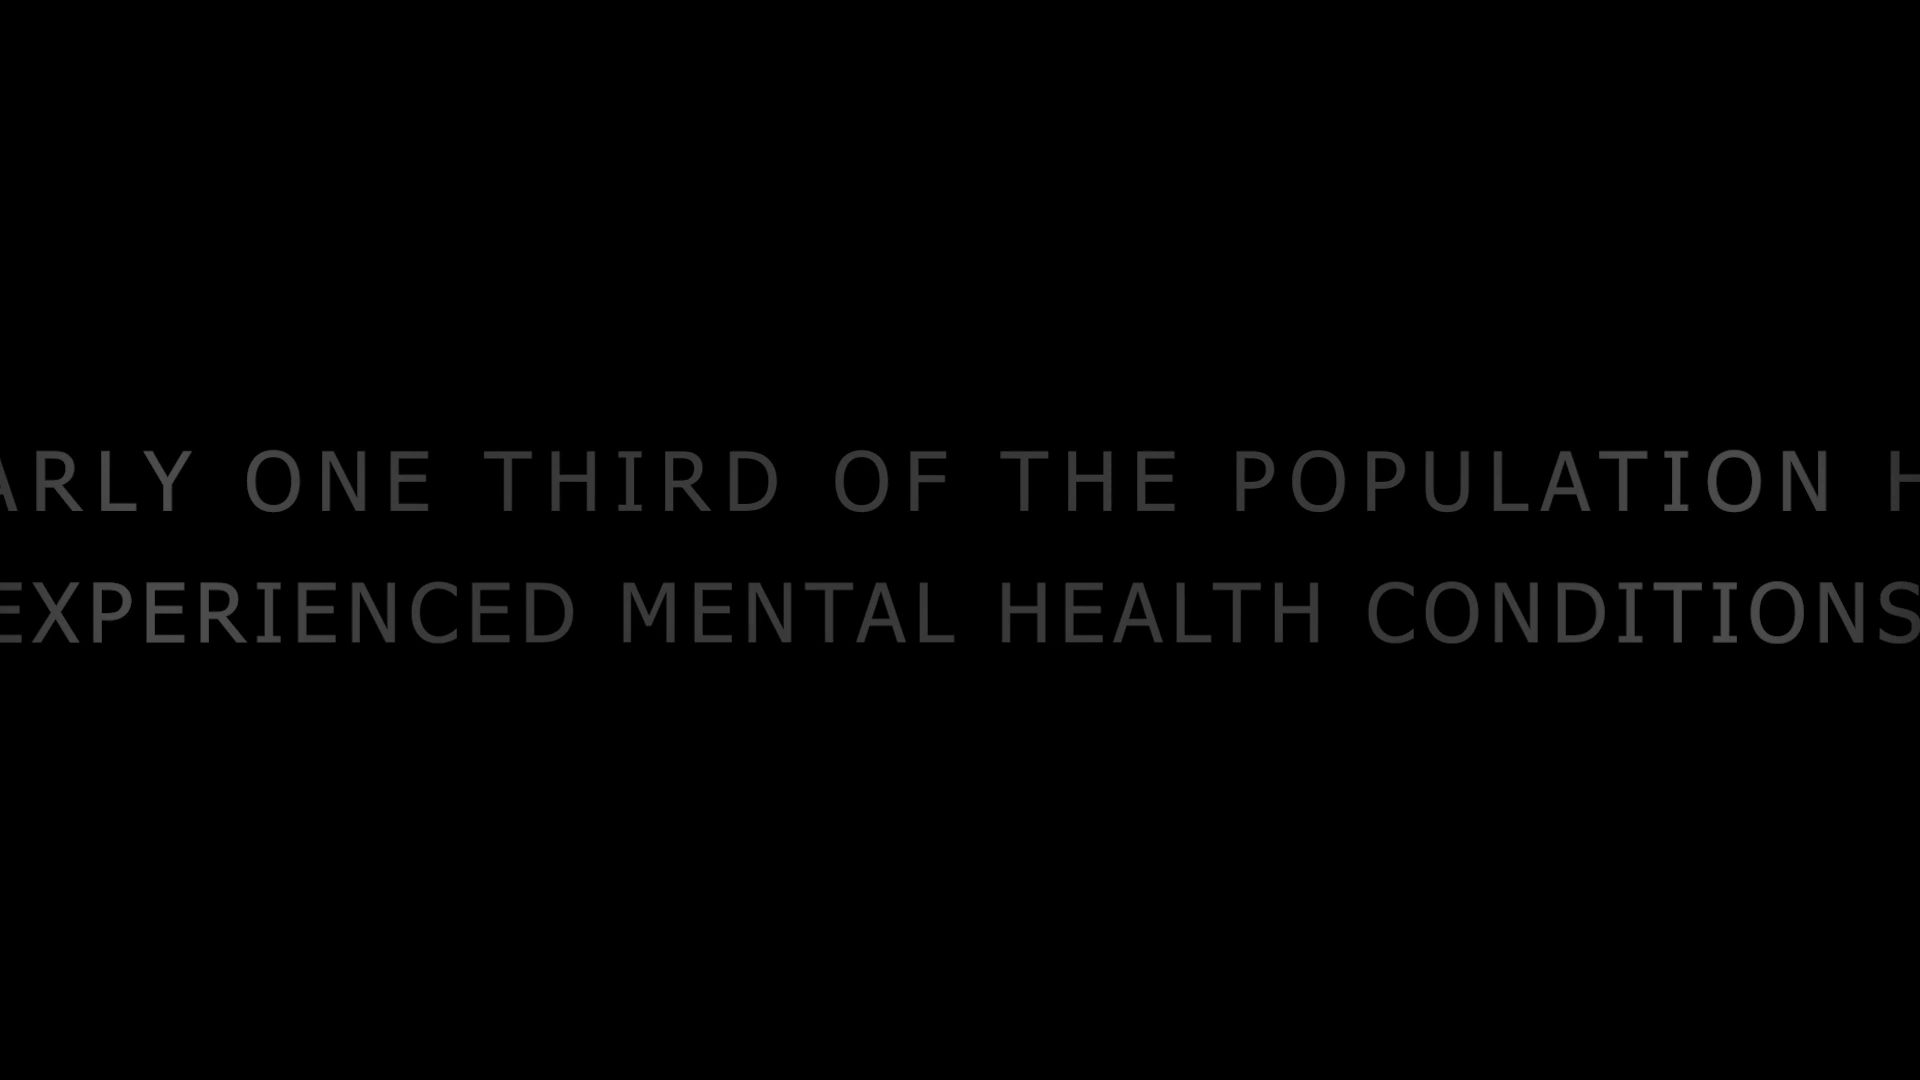 ARLY ONE THIRD OF THE POPULATION H
EXPERIENCED MENTAL HEALTH CONDITIONS